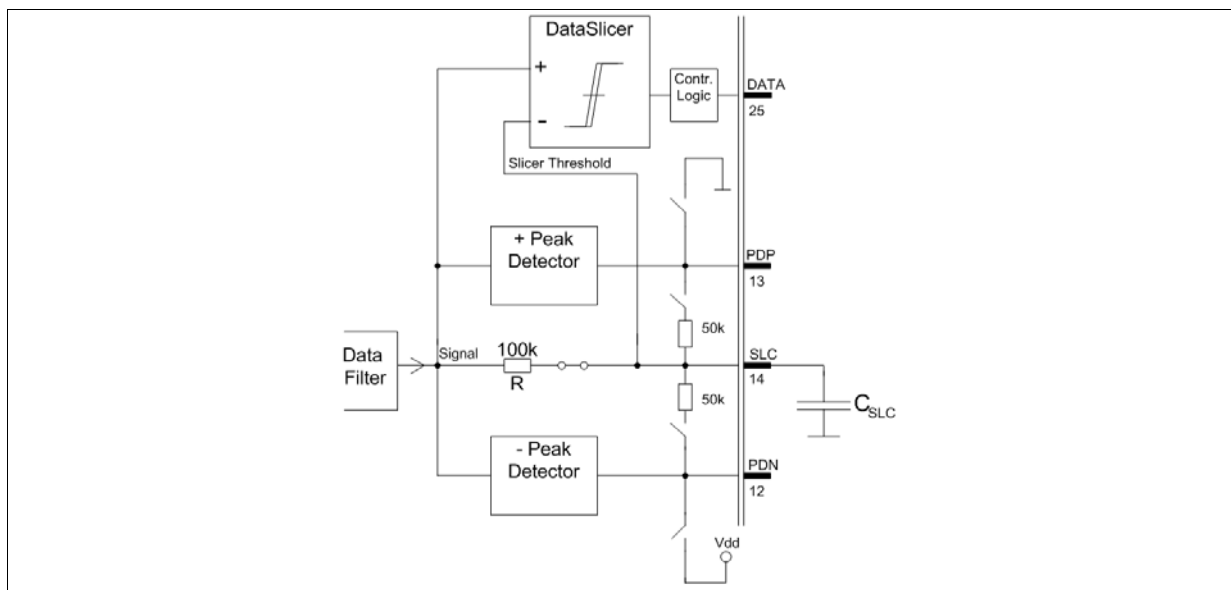 DataSlicer
+
-
Contr.
Logic
DATA
25
Slicer Threshold
+ Peak
Detector
PDP
13
50k
Data
Filter
Signal
100k
R
SLC
14
CSLC
50k
- Peak
Detector
PDN
12
Vdd